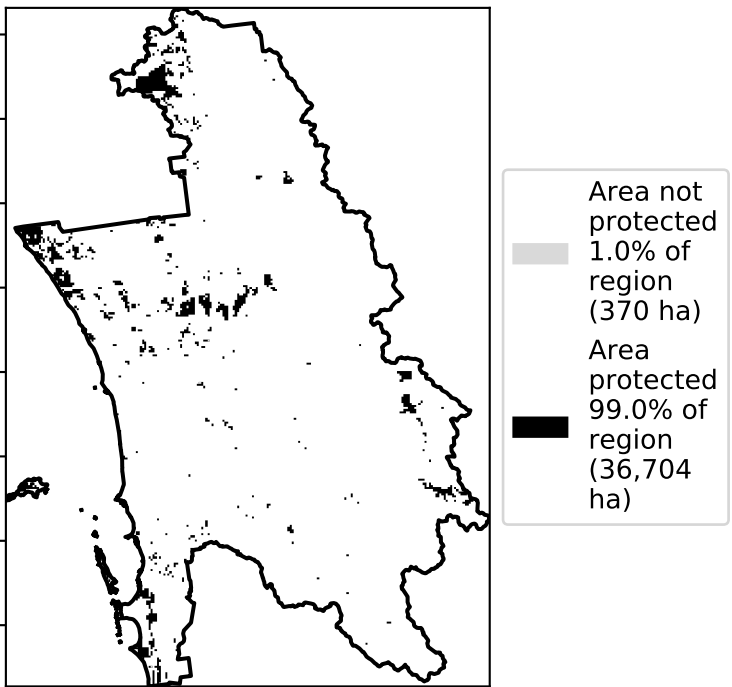 Area not
protected
1.0% of
region
(370 ha)
Area
protected
99.0% of
region
(36,704
ha)